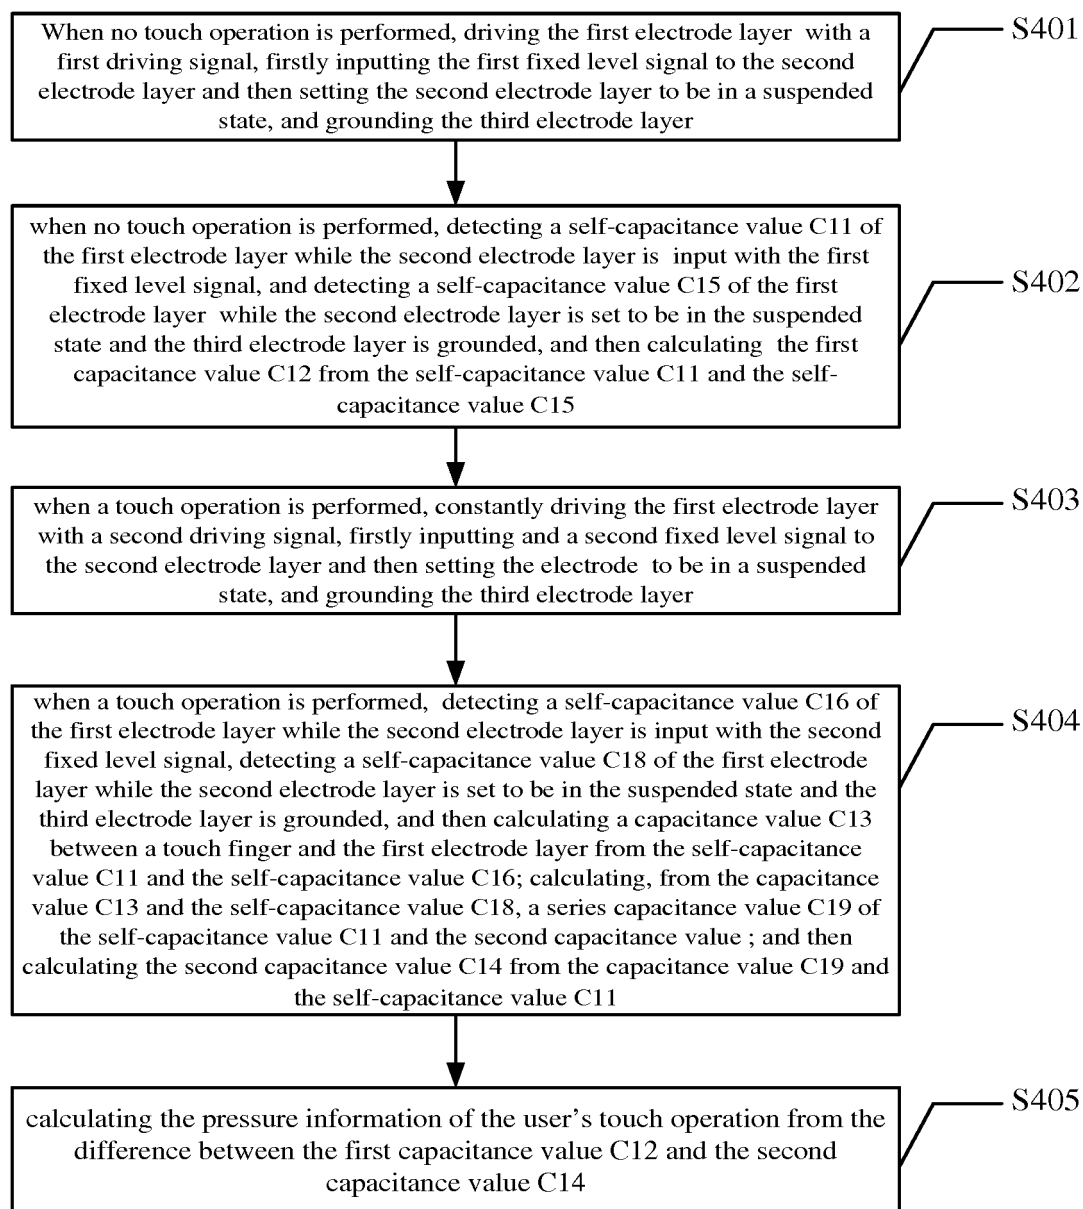 When no touch operation is performed, driving the first electrode layer with a
first driving signal, firstly inputting the first fixed level signal to the second
electrode layer and then setting the second electrode layer to be in a suspended
state, and grounding the third electrode layer
S401
when no touch operation is performed, detecting a self-capacitance value C11 of
the first electrode layer while the second electrode layer is input with the first
fixed level signal, and detecting a self-capacitance value C15 of the first
electrode layer while the second electrode layer is set to be in the suspended
state and the third electrode layer is grounded, and then calculating the first
capacitance value C12 from the self-capacitance value C11 and the self-
capacitance value C15
S402
when a touch operation is performed, constantly driving the first electrode layer
with a second driving signal, firstly inputting and a second fixed level signal to
the second electrode layer and then setting the electrode to be in a suspended
state, and grounding the third electrode layer
S403
when a touch operation is performed, detecting a self-capacitance value C16 of
the first electrode layer while the second electrode layer is input with the second
fixed level signal, detecting a self-capacitance value C18 of the first electrode
layer while the second electrode layer is set to be in the suspended state and the
third electrode layer is grounded, and then calculating a capacitance value C13
between a touch finger and the first electrode layer from the self-capacitance
value C11 and the self-capacitance value C16; calculating, from the capacitance
value C13 and the self-capacitance value C18, a series capacitance value C19 of
the self-capacitance value C11 and the second capacitance value ; and then
calculating the second capacitance value C14 from the capacitance value C19 and
the self-capacitance value C11
S404
calculating the pressure information of the user’s touch operation from the
difference between the first capacitance value C12 and the second
capacitance value C14
S405